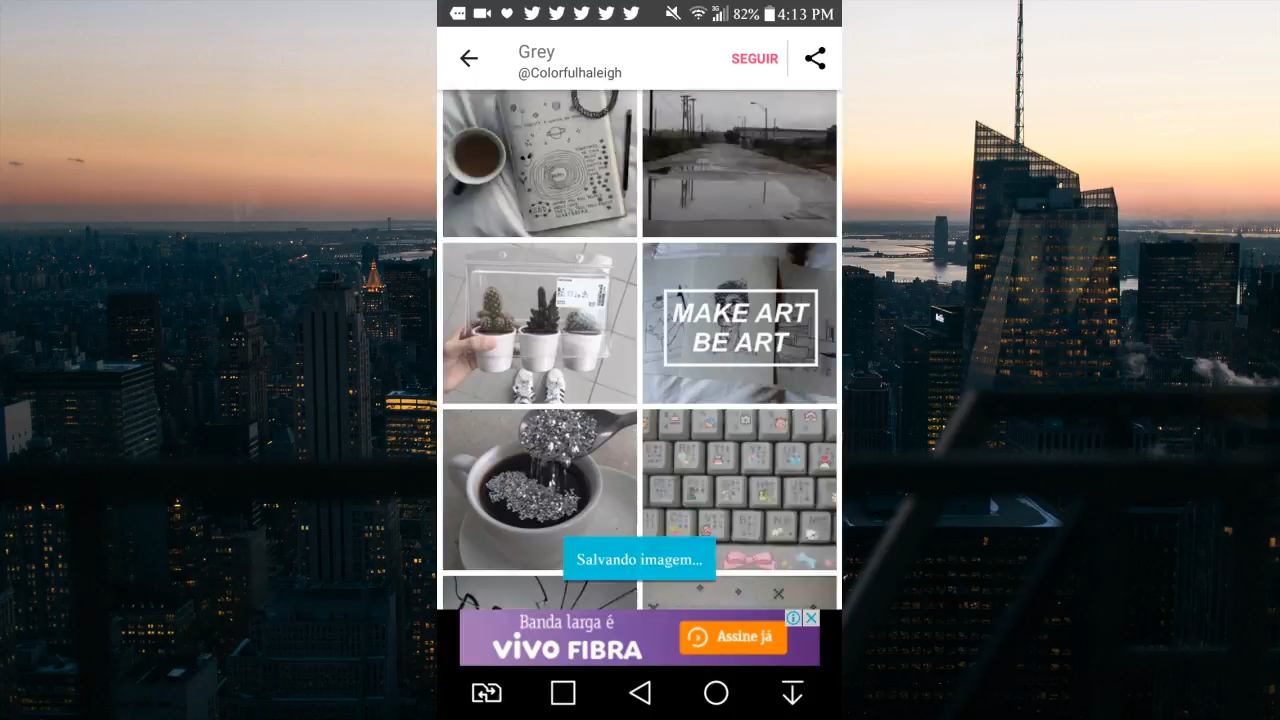 3G 82% 4:13 PM
Grey
@Colorfulhaleigh
SEGUIR
MAKE ART
BE ART
Salvando imagem...
Banda larga é
vivo FIBRA
Assine já